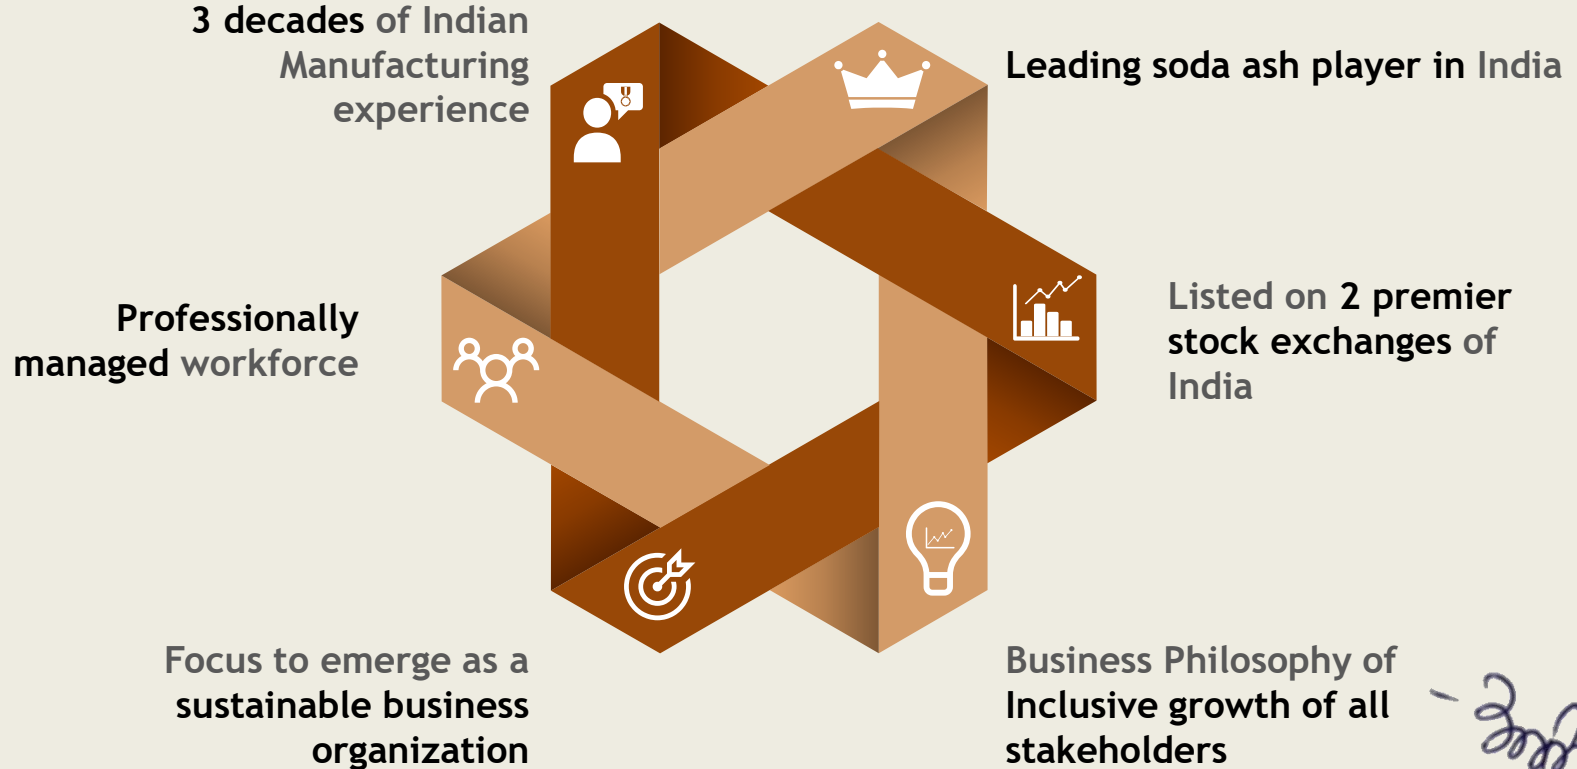 3 decades of Indian
Manufacturing
experience
Leading soda ash player in India
Professionally
managed workforce
Listed on 2 premier
stock exchanges of
India
Focus to emerge as a
sustainable business
organization
Business Philosophy of
Inclusive growth of all
stakeholders